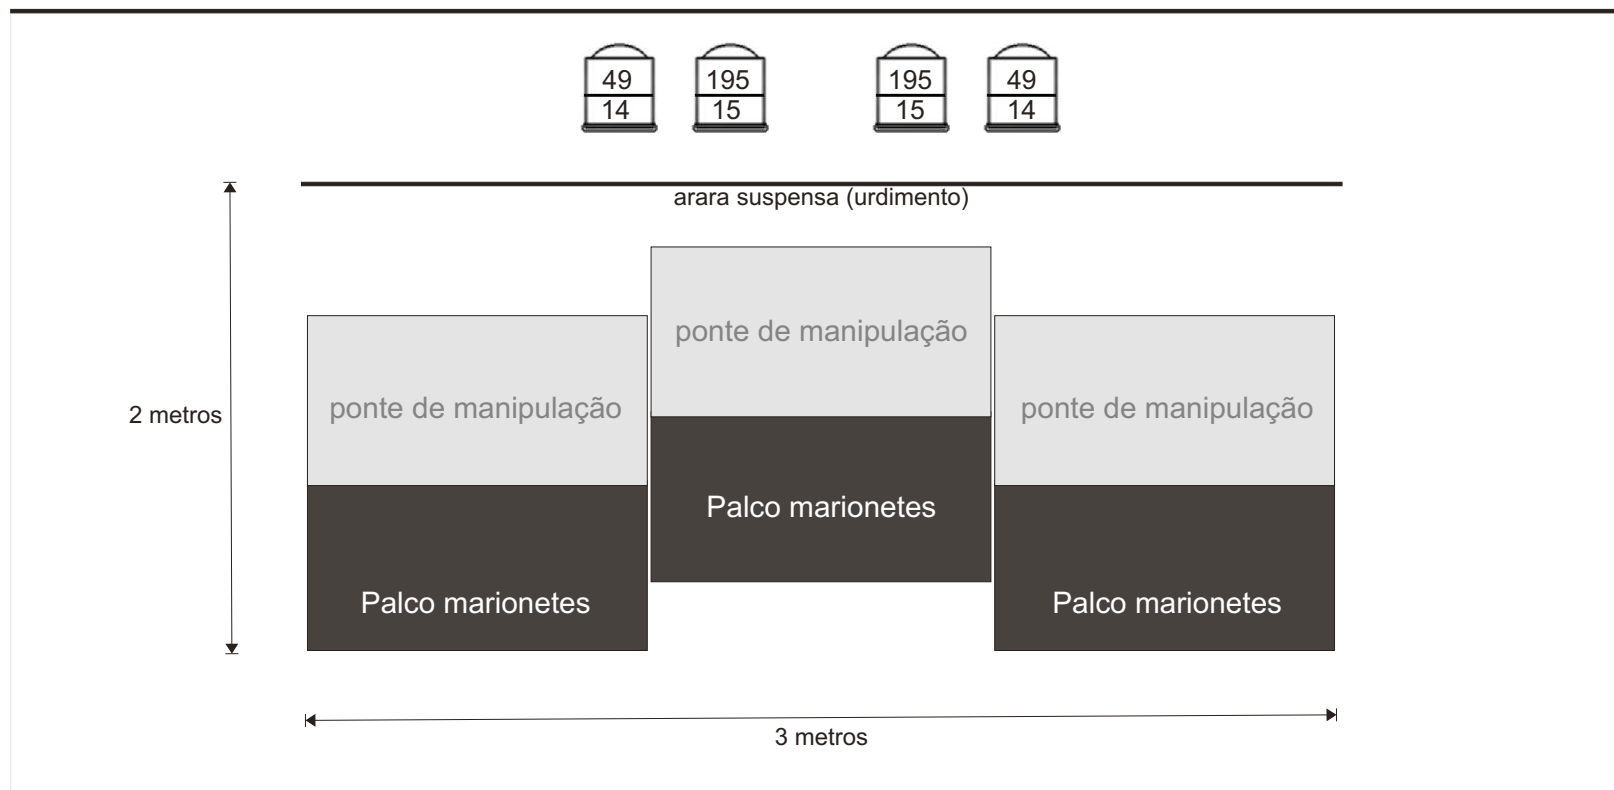 49 195 195 49
14 15 15 14
arara suspensa (urdimento)
ponte de manipulação
ponte de manipulação
ponte de manipulação
2 metros
Palco marionetes
Palco marionetes
Palco marionetes
3 metros